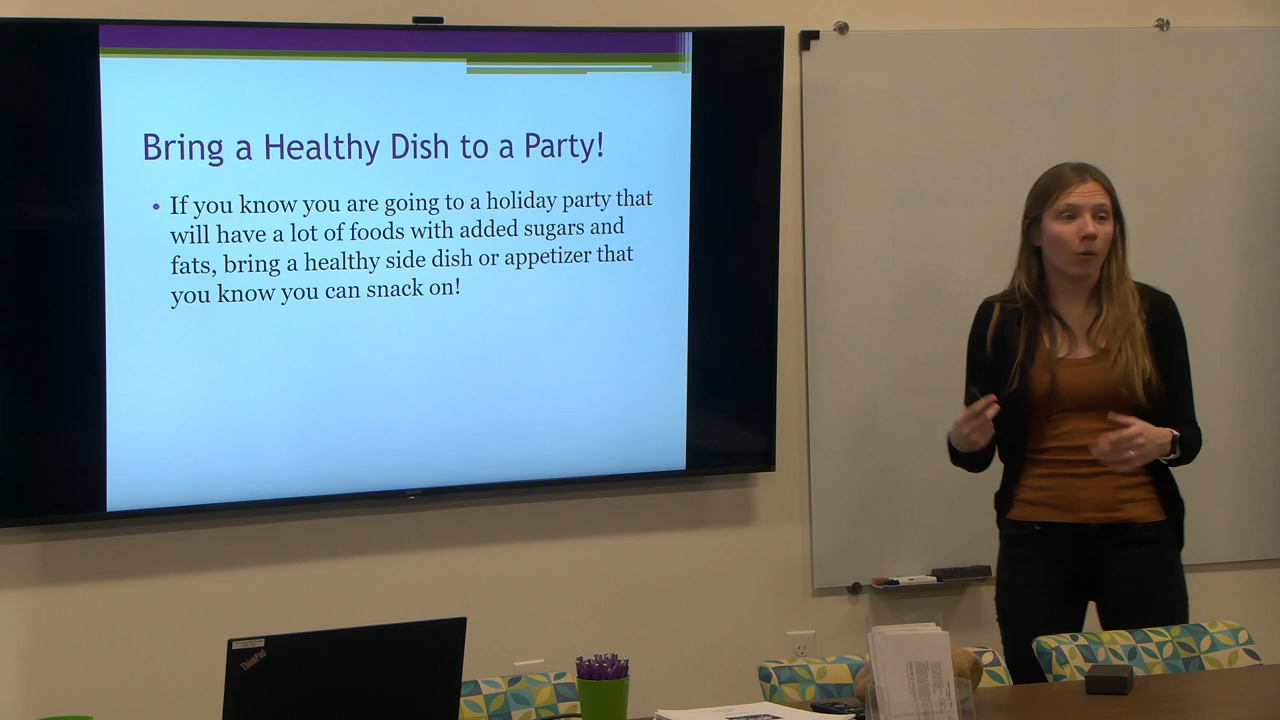 Bring a Healthy Dish to a Party!
• If you know you are going to a holiday party that
will have a lot of foods with added sugars and
fats, bring a healthy side dish or appetizer that
you know you can snack on!
ThinkPad